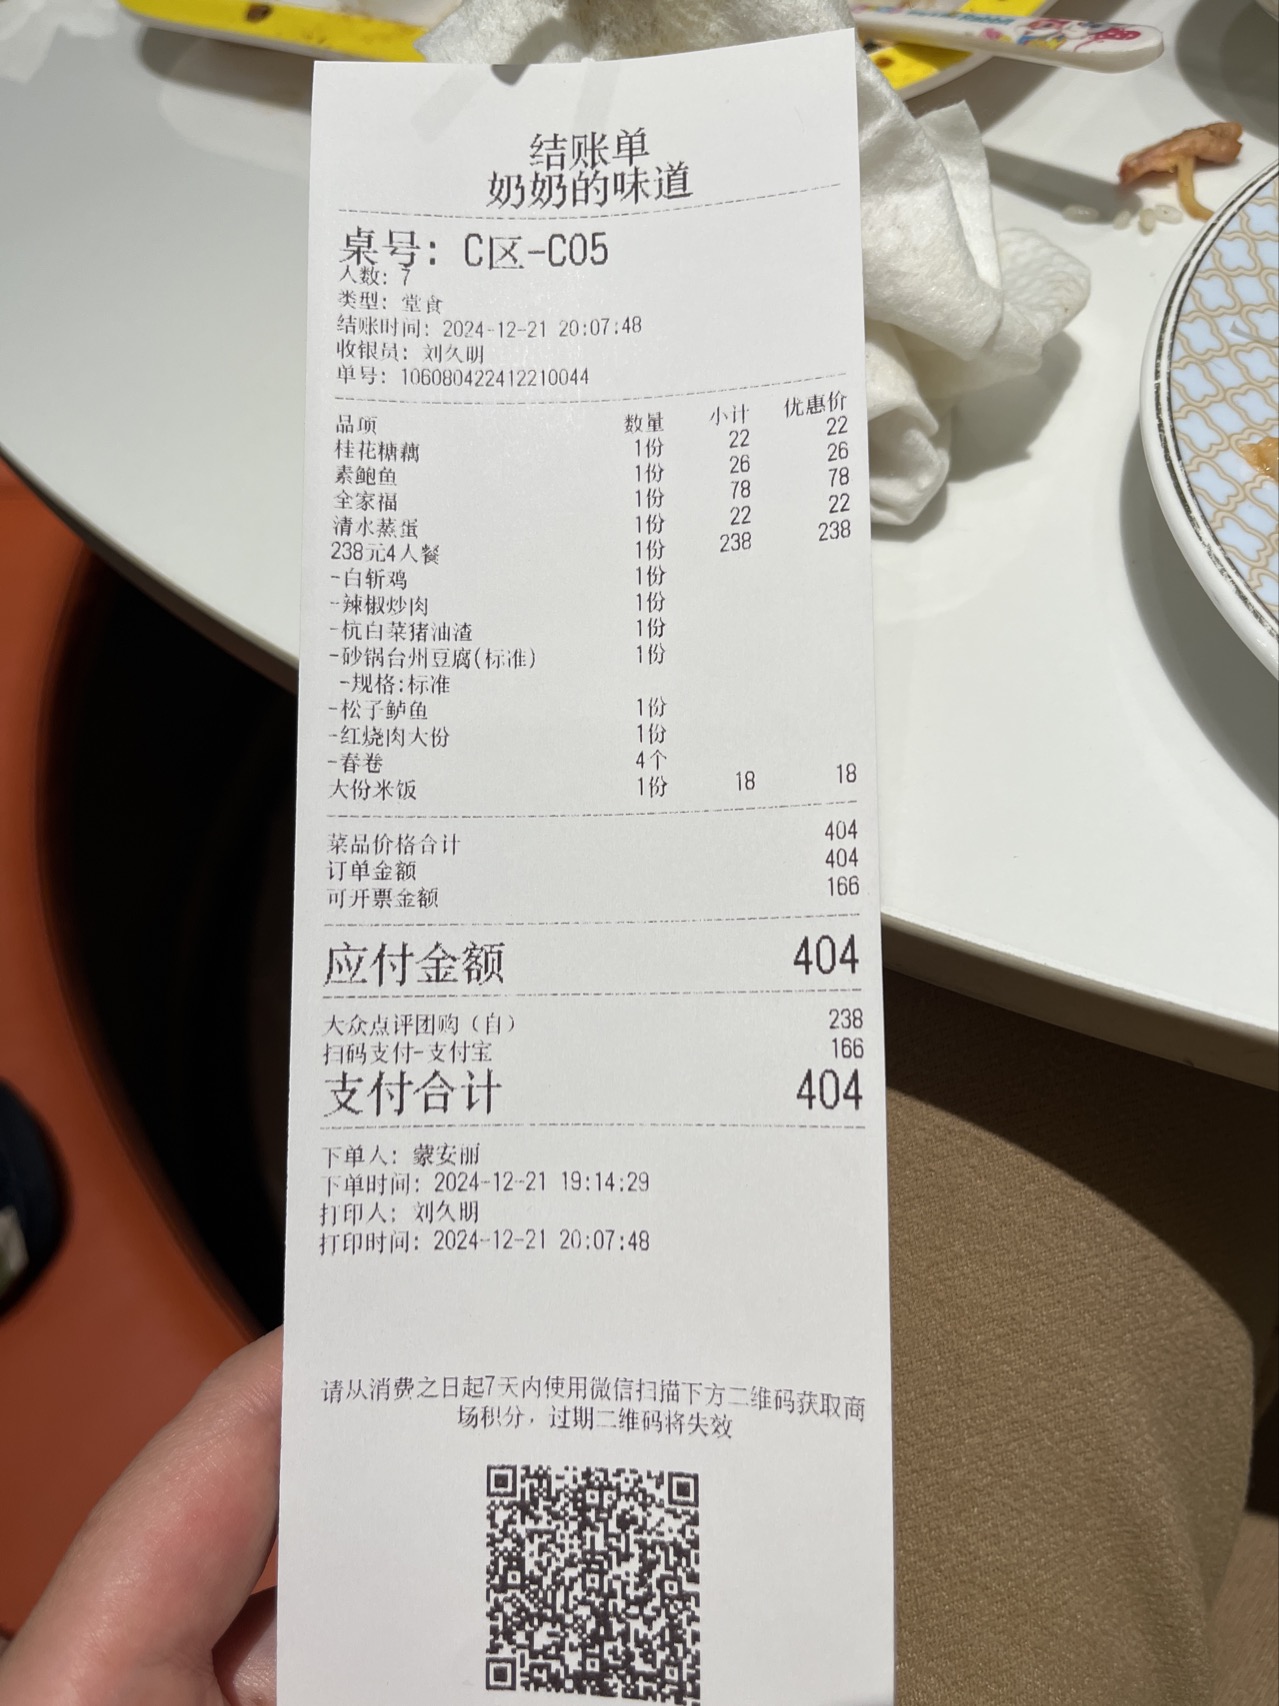 结账单
奶奶的味道
桌号: C区-C05
人数: 7
类型: 堂食
结账时间: 2024-12-21 20:07:48
收银员: 刘久明
单号: 106080422412210044
品项 数量 小计 优惠价
桂花糖藕 1份 22 22
素鲍鱼 1份 26 26
全家福 1份 78 78
清水蒸蛋 1份 22 22
238元4人餐 1份 238 238
-白斩鸡 1份
-辣椒炒肉 1份
-杭白菜猪油渣 1份
-砂锅台州豆腐(标准) 1份
-规格:标准
-松子鲈鱼 1份
-红烧肉大份 1份
-春卷 4个
大份米饭 1份 18 18
菜品价格合计 404
订单金额 404
可开票金额 166
应付金额 404
大众点评团购（自） 238
扫码支付-支付宝 166
支付合计 404
下单人: 蒙安丽
下单时间: 2024-12-21 19:14:29
打印人: 刘久明
打印时间: 2024-12-21 20:07:48
请从消费之日起7天内使用微信扫描下方二维码获取商
场积分，过期二维码将失效